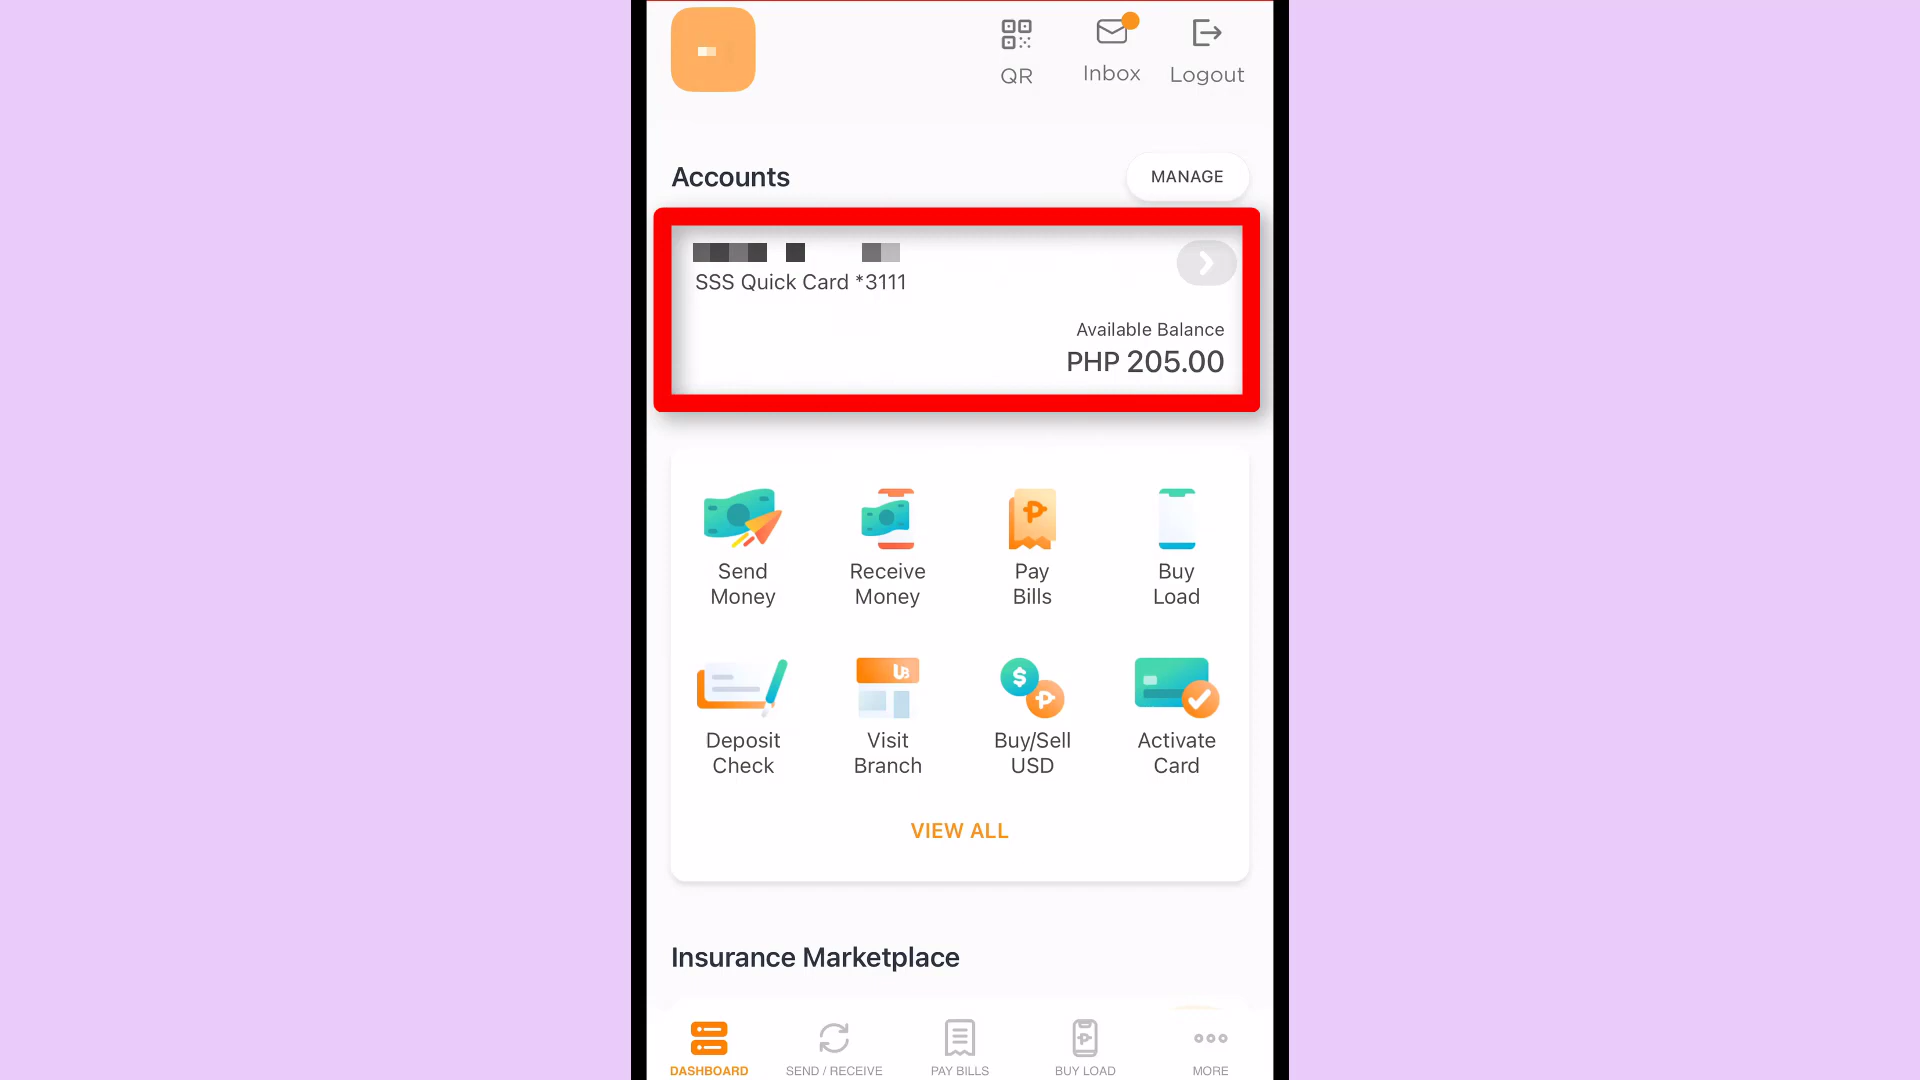 QR
Inbox
Logout
Accounts
MANAGE
SSS Quick Card *3111
Available Balance
PHP 205.00
Send
Money
Receive
Money
Pay
Bills
Buy
Load
UB
Deposit
Check
Visit
Branch
Buy/Sell
USD
Activate
Card
VIEW ALL
Insurance Marketplace
DASHBOARD
SEND / RECEIVE
PAY BILLS
BUY LOAD
MORE